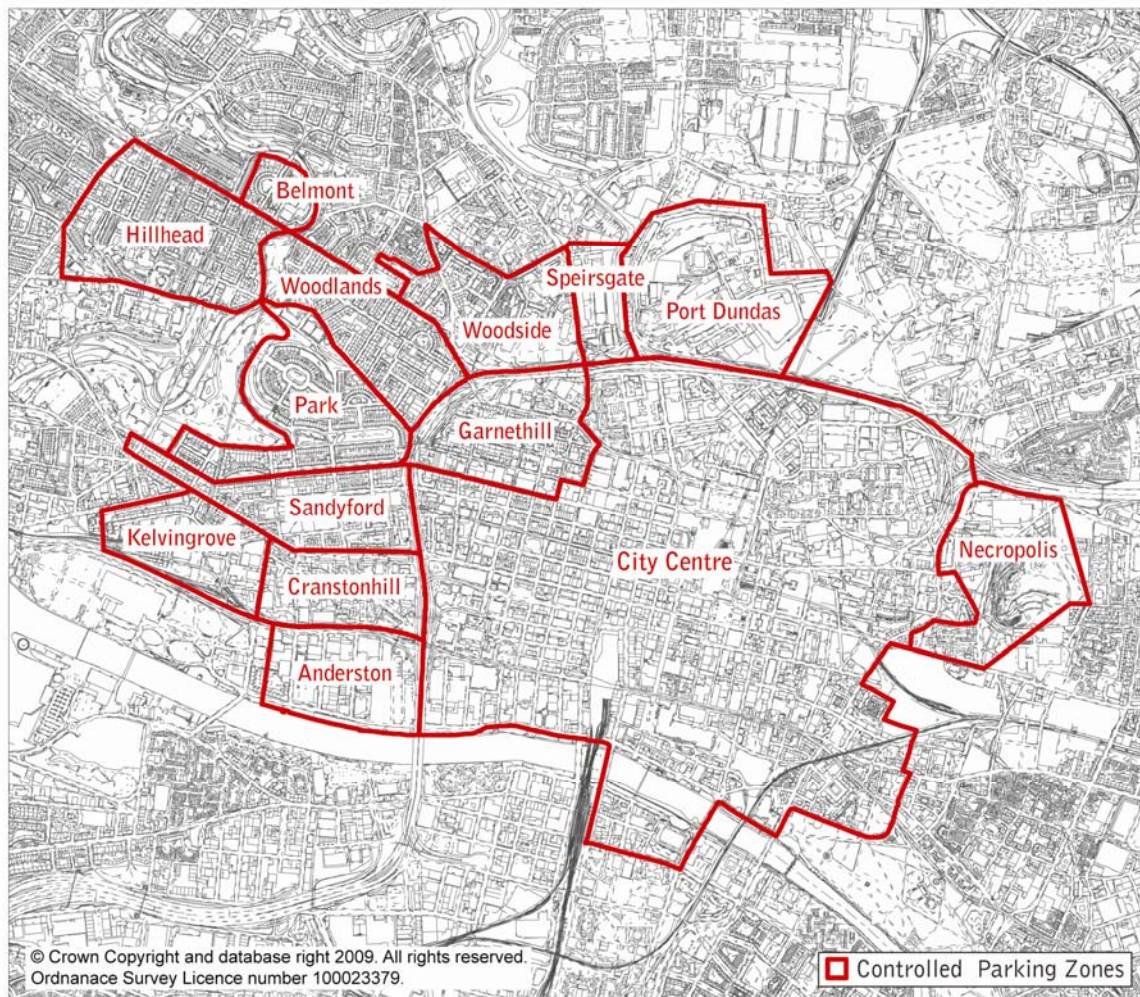 Belmont
Hillhead
Woodlands
Speirsgate
Port Dundas
Woodside
Park
Garnethill
Sandyford
Kelvingrove
City Centre
Necropolis
Cranstonhill
Anderston
© Crown Copyright and database right 2009. All rights reserved.
Ordnanace Survey Licence number 100023379.
Controlled Parking Zones